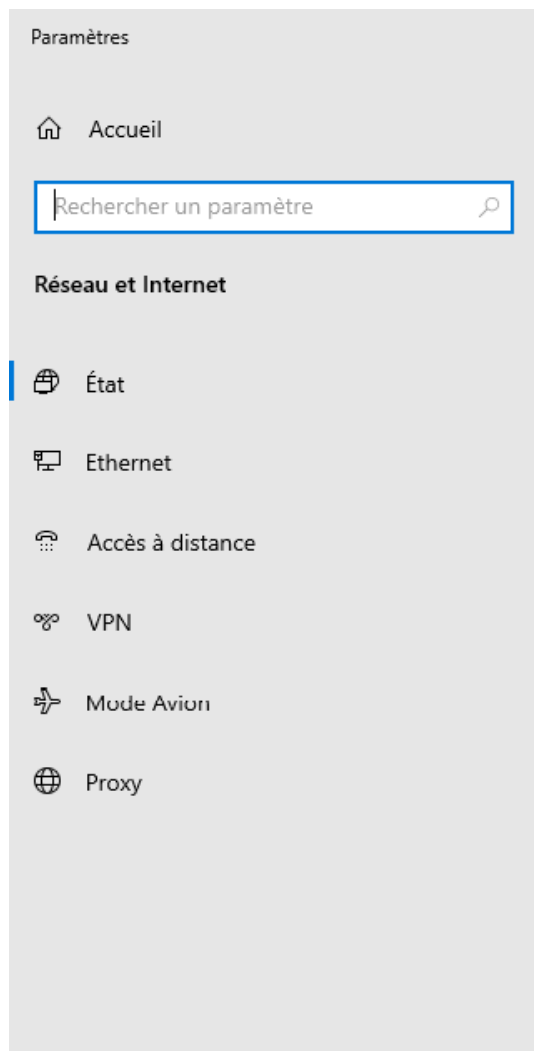 Paramètres
Accueil
Rechercher un paramètre
Réseau et Internet
État
Ethernet
Accès à distance
VPN
Mode Avion
Proxy